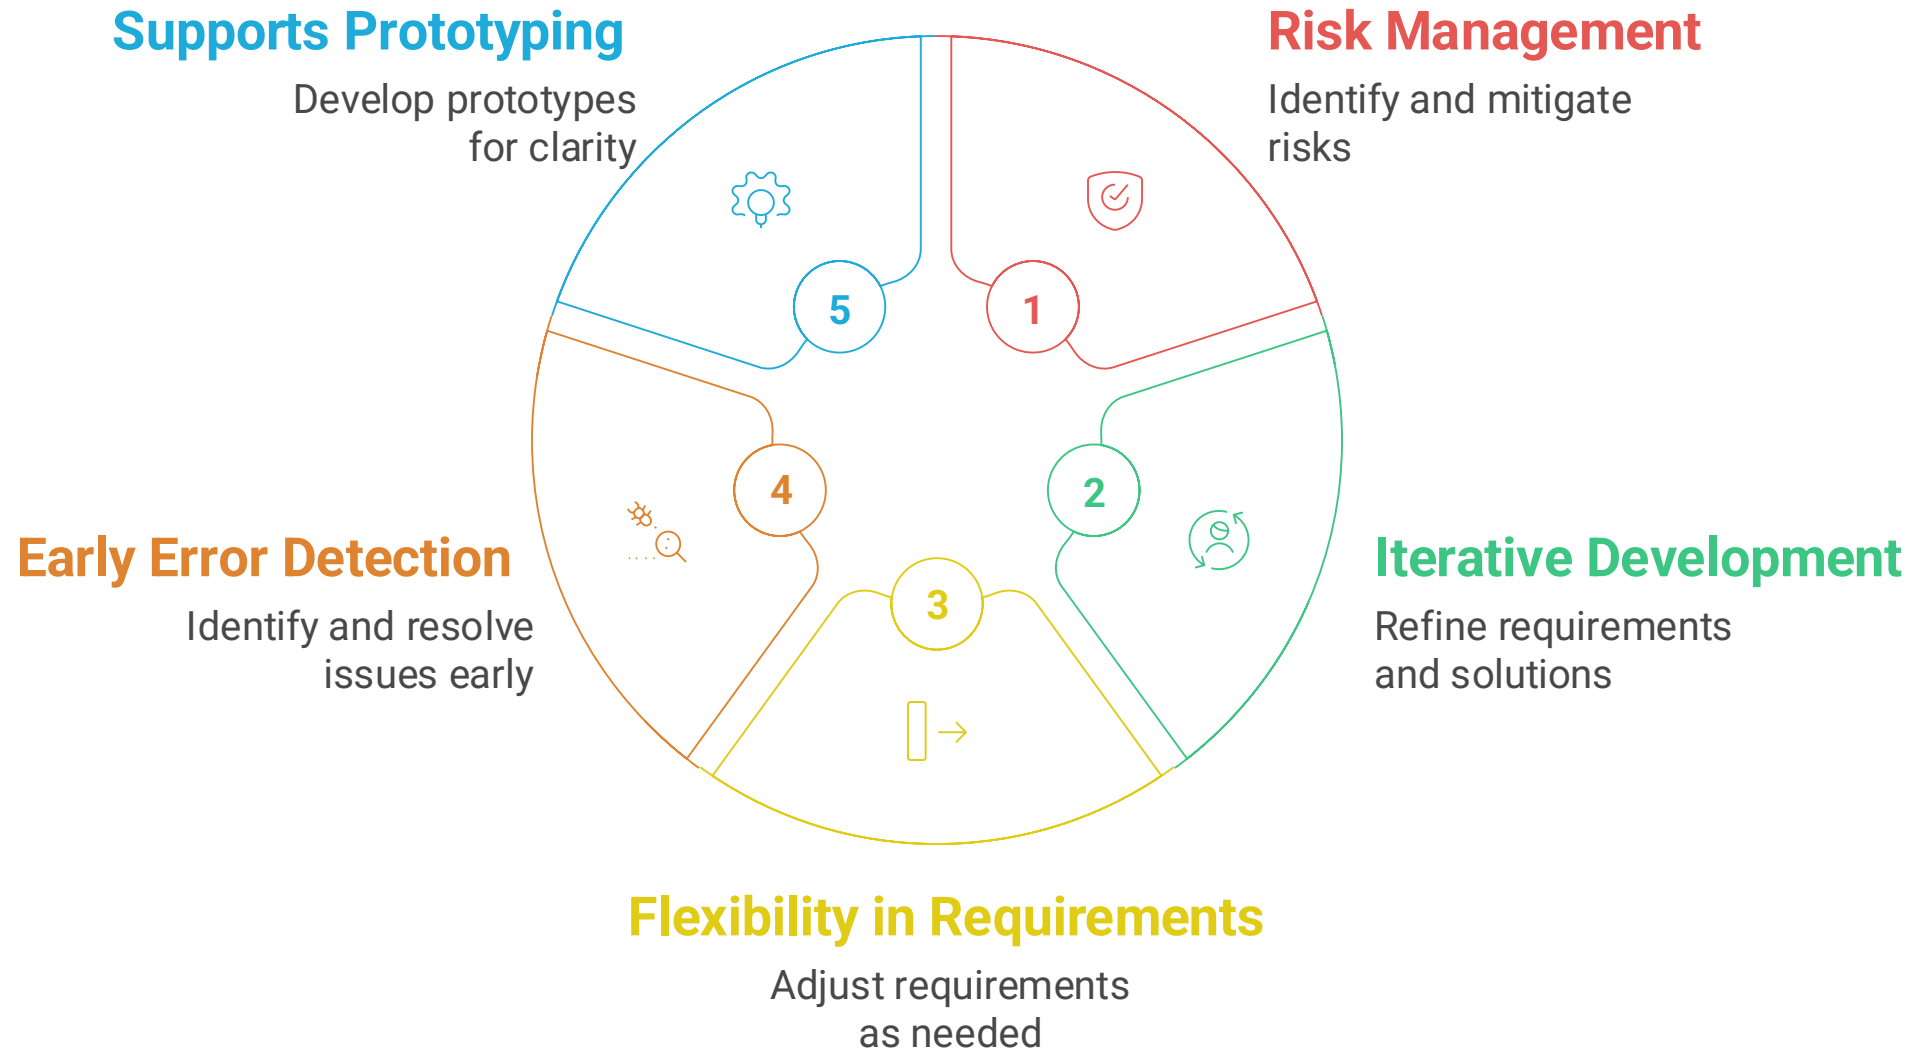 Supports Prototyping
Develop prototypes
for clarity
5
Risk Management
Identify and mitigate
risks
1
Early Error Detection
Identify and resolve
issues early
4
2
Iterative Development
Refine requirements
and solutions
3
Flexibility in Requirements
Adjust requirements
as needed